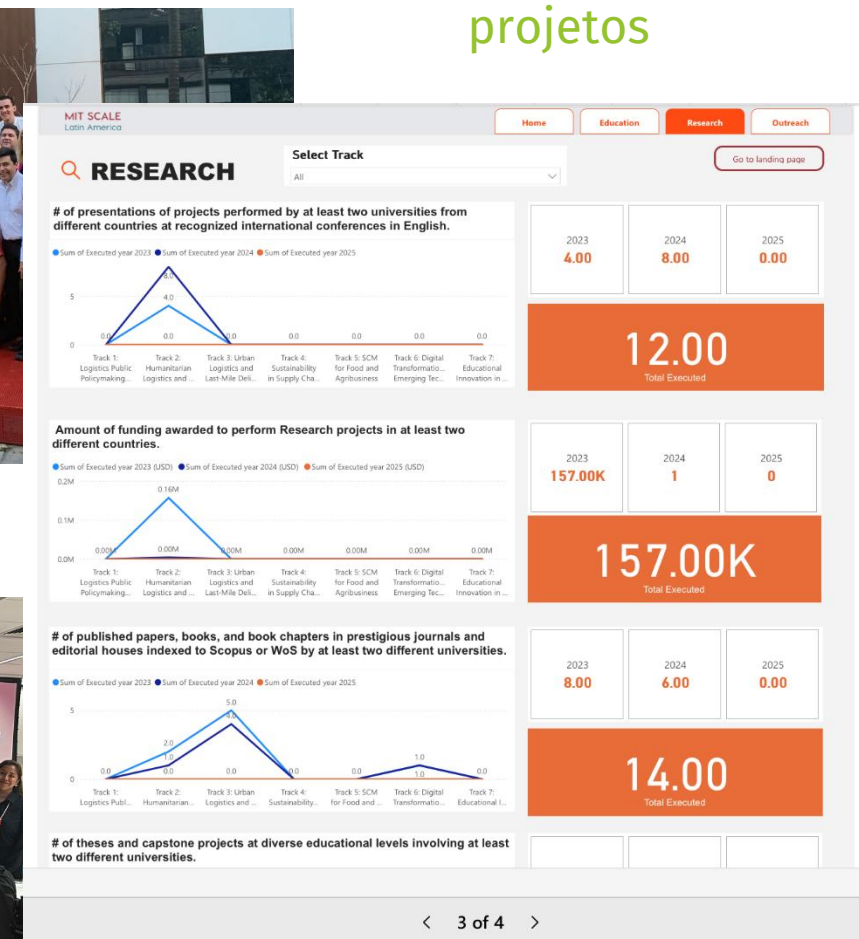 projetos
MIT SCALE
Latin America
Home
Education
Research
Outreach
RESEARCH
Select Track
All
Go to landing page
# of presentations of projects performed by at least two universities from
different countries at recognized international conferences in English.
Sum of Executed year 2023 Sum of Executed year 2024 Sum of Executed year 2025
5
0
8.0
4.0
0.0 0.0 0.0 0.0 0.0 0.0 0.0
Track 1: Logistics Public Policymaking...
Track 2: Humanitarian Logistics and ...
Track 3: Urban Logistics and Last-Mile Deli...
Track 4: Sustainability in Supply Cha...
Track 5: SCM for Food and Agribusiness
Track 6: Digital Transformatio... Emerging Tec...
Track 7: Educational Innovation in ...
2023
4.00
2024
8.00
2025
0.00
12.00
Total Executed
Amount of funding awarded to perform Research projects in at least two
different countries.
Sum of Executed year 2023 (USD) Sum of Executed year 2024 (USD) Sum of Executed year 2025 (USD)
0.2M
0.1M
0.0M
0.16M
0.00M 0.00M 0.00M 0.00M 0.00M 0.00M 0.00M
Track 1: Logistics Public Policymaking...
Track 2: Humanitarian Logistics and ...
Track 3: Urban Logistics and Last-Mile Deli...
Track 4: Sustainability in Supply Cha...
Track 5: SCM for Food and Agribusiness
Track 6: Digital Transformatio... Emerging Tec...
Track 7: Educational Innovation in ...
2023
157.00K
2024
1
2025
0
157.00K
Total Executed
# of published papers, books, and book chapters in prestigious journals and
editorial houses indexed to Scopus or WoS by at least two different universities.
Sum of Executed year 2023 Sum of Executed year 2024 Sum of Executed year 2025
5
0
5.0
4.0
2.0
1.0
1.0
0.0 0.0 0.0 0.0 0.0 1.0 0.0
Track 1: Logistics Publ...
Track 2: Humanitarian...
Track 3: Urban Logistics and ...
Track 4: Sustainability...
Track 5: SCM for Food and ...
Track 6: Digital Transformatio...
Track 7: Educational I...
2023
8.00
2024
6.00
2025
0.00
14.00
Total Executed
# of theses and capstone projects at diverse educational levels involving at least
two different universities.
< 3 of 4 >